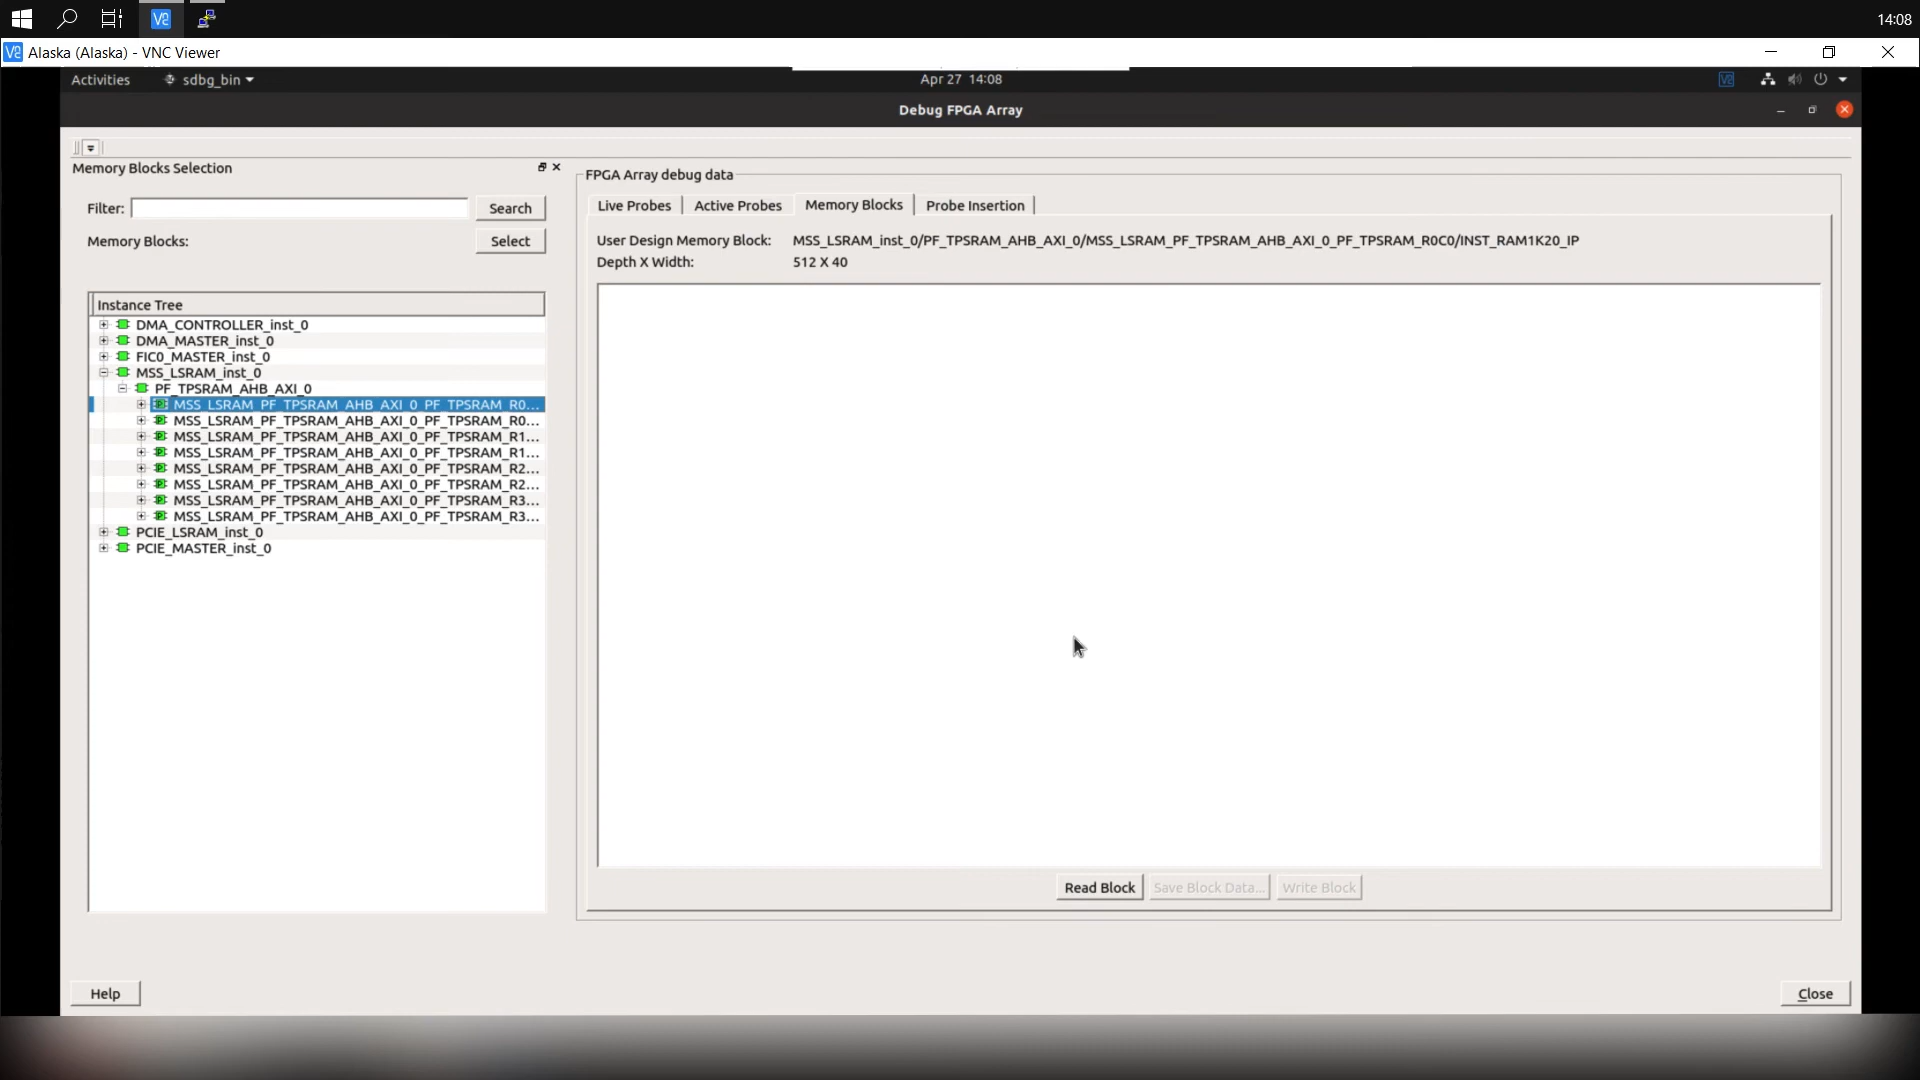 14:08
Alaska (Alaska) - VNC Viewer
Activities sdbg_bin Apr 27 14:08
Debug FPGA Array
Memory Blocks Selection
Filter: Search
Memory Blocks: Select
Instance Tree
DMA_CONTROLLER_inst_0
DMA_MASTER_inst_0
FIC0_MASTER_inst_0
MSS_LSRAM_inst_0
PF_TPSRAM_AHB_AXI_0
MSS_LSRAM_PF_TPSRAM_AHB_AXI_0_PF_TPSRAM_R0...
MSS_LSRAM_PF_TPSRAM_AHB_AXI_0_PF_TPSRAM_R0...
MSS_LSRAM_PF_TPSRAM_AHB_AXI_0_PF_TPSRAM_R1...
MSS_LSRAM_PF_TPSRAM_AHB_AXI_0_PF_TPSRAM_R1...
MSS_LSRAM_PF_TPSRAM_AHB_AXI_0_PF_TPSRAM_R2...
MSS_LSRAM_PF_TPSRAM_AHB_AXI_0_PF_TPSRAM_R2...
MSS_LSRAM_PF_TPSRAM_AHB_AXI_0_PF_TPSRAM_R3...
MSS_LSRAM_PF_TPSRAM_AHB_AXI_0_PF_TPSRAM_R3...
PCIE_LSRAM_inst_0
PCIE_MASTER_inst_0
FPGA Array debug data
Live Probes Active Probes Memory Blocks Probe Insertion
User Design Memory Block: MSS_LSRAM_inst_0/PF_TPSRAM_AHB_AXI_0/MSS_LSRAM_PF_TPSRAM_AHB_AXI_0_PF_TPSRAM_R0C0/INST_RAM1K20_IP
Depth X Width: 512 X 40
Read Block Save Block Data... Write Block
Help Close